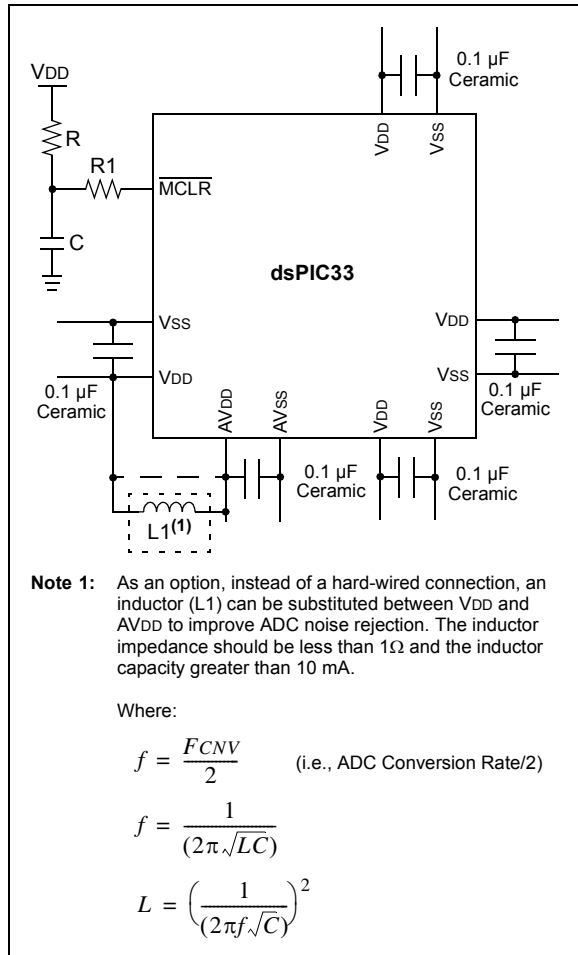 0.1 µF
Ceramic
VDD
R
R1
C
MCLR
VDD
VSS
dsPIC33
VSS
VDD
0.1 µF
Ceramic
VDD
VSS
0.1 µF
Ceramic
AVDD
AVSS
VDD
VSS
0.1 µF
Ceramic
0.1 µF
Ceramic
L1(1)
Note 1: As an option, instead of a hard-wired connection, an
inductor (L1) can be substituted between VDD and
AVDD to improve ADC noise rejection. The inductor
impedance should be less than 1Ω and the inductor
capacity greater than 10 mA.
Where:
f = FCNV / 2 (i.e., ADC Conversion Rate/2)
f = 1 / (2π√LC)
L = (1 / (2πf√C))²